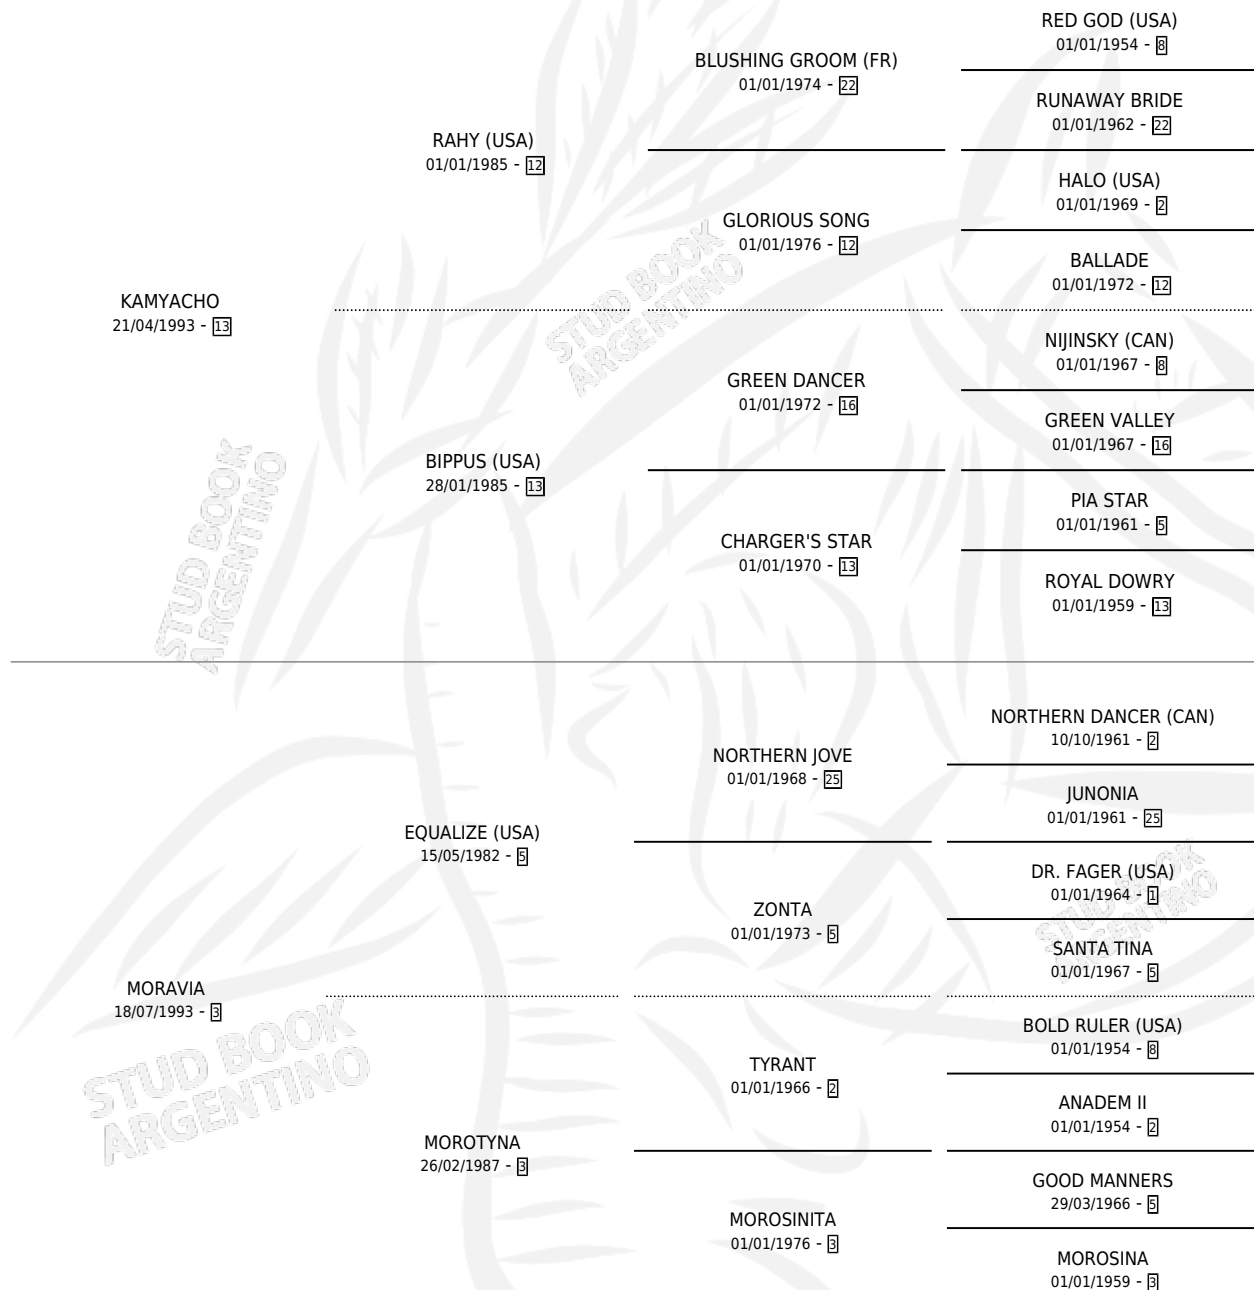 RED GOD (USA)
01/01/1954 - 8
BLUSHING GROOM (FR)
01/01/1974 - 22
RUNAWAY BRIDE
01/01/1962 - 22
RAHY (USA)
01/01/1985 - 12
HALO (USA)
01/01/1969 - 2
GLORIOUS SONG
01/01/1976 - 12
BALLADE
01/01/1972 - 12
KAMYACHO
21/04/1993 - 13
NIJINSKY (CAN)
01/01/1967 - 8
GREEN DANCER
01/01/1972 - 16
GREEN VALLEY
01/01/1967 - 16
BIPPUS (USA)
28/01/1985 - 13
PIA STAR
01/01/1961 - 5
CHARGER'S STAR
01/01/1970 - 13
ROYAL DOWRY
01/01/1959 - 13
NORTHERN DANCER (CAN)
10/10/1961 - 2
NORTHERN JOVE
01/01/1968 - 25
JUNONIA
01/01/1961 - 25
EQUALIZE (USA)
15/05/1982 - 5
DR. FAGER (USA)
01/01/1964 - 1
ZONTA
01/01/1973 - 5
SANTA TINA
01/01/1967 - 5
MORAVIA
18/07/1993 - 3
BOLD RULER (USA)
01/01/1954 - 8
TYRANT
01/01/1966 - 2
ANADEM II
01/01/1954 - 2
MOROTYNA
26/02/1987 - 3
GOOD MANNERS
29/03/1966 - 5
MOROSINITA
01/01/1976 - 3
MOROSINA
01/01/1959 - 3
STUD BOOK
ARGENTINO
STUD BOOK
ARGENTINO
STUD BOOK
ARGENTINO
STUD BOOK
ARGENTINO